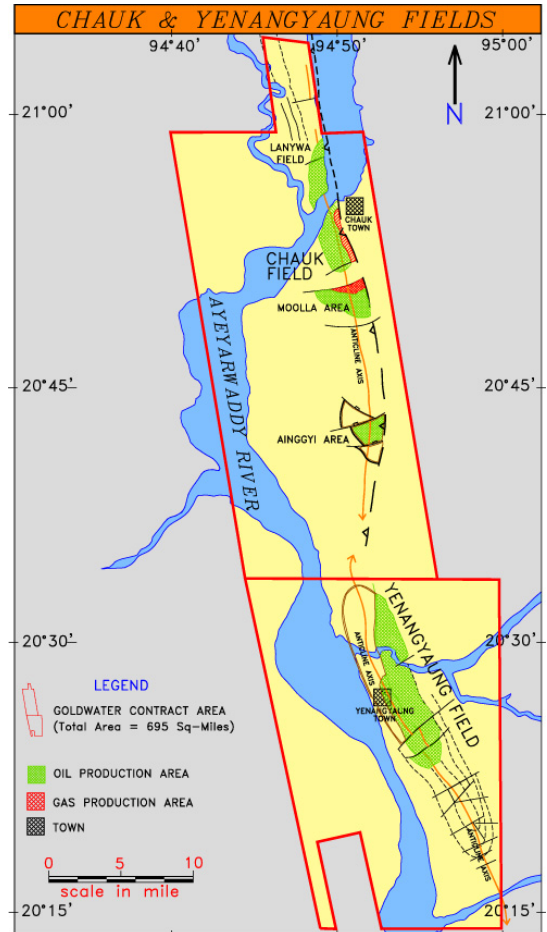 CHAUK & YENANGYAUNG FIELDS
94°40' 94°50' 95°00'
21°00' 21°00'
N
LANYWA
FIELD
CHAUK
TOWN
CHAUK
FIELD
MOOLLA AREA
ANTICLINE AXIS
AYEYARWADDY RIVER
20°45' 20°45'
AINGGYI AREA
20°30' 20°30'
YENANGYAUNG FIELD
ANTICLINE AXIS
YENANGYAUNG
TOWN
ANTICLINE AXIS
LEGEND
GOLDWATER CONTRACT AREA
(Total Area = 695 Sq-Miles)
OIL PRODUCTION AREA
GAS PRODUCTION AREA
TOWN
0 5 10
scale in mile
20°15' 20°15'